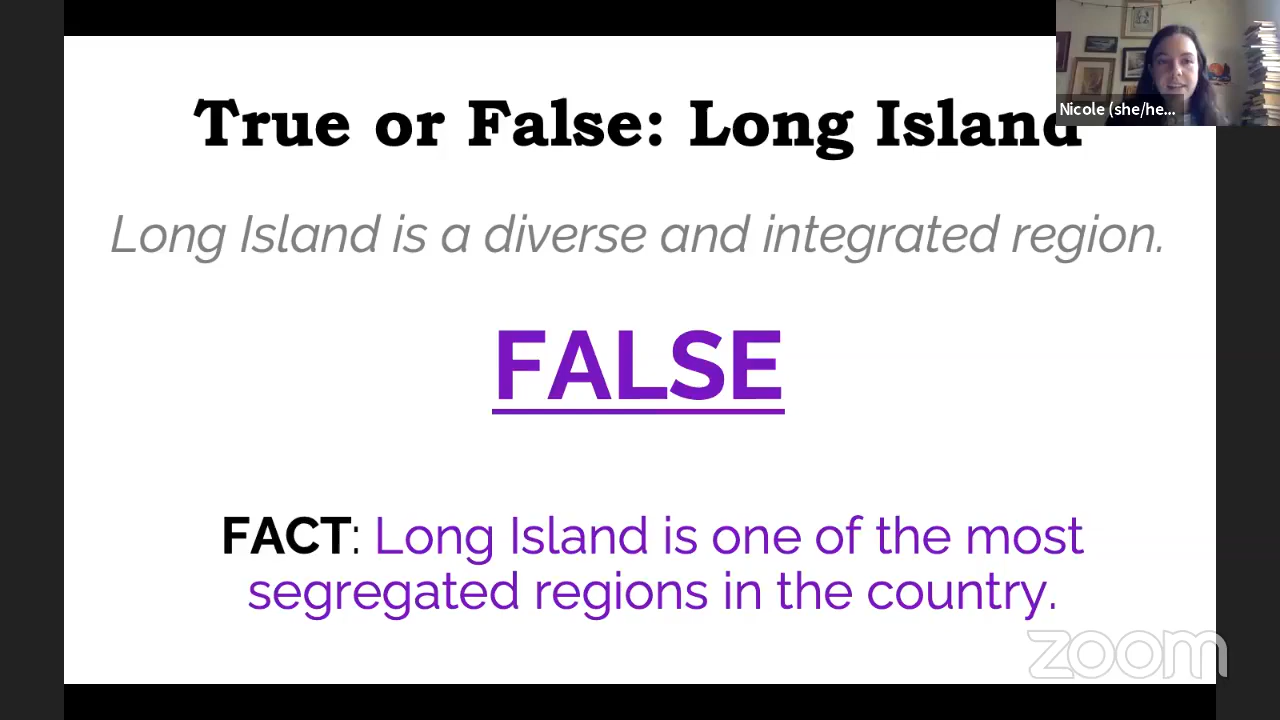 True or False: Long Island
Nicole (she/he...
Long Island is a diverse and integrated region.
FALSE
FACT: Long Island is one of the most
segregated regions in the country.
zoom